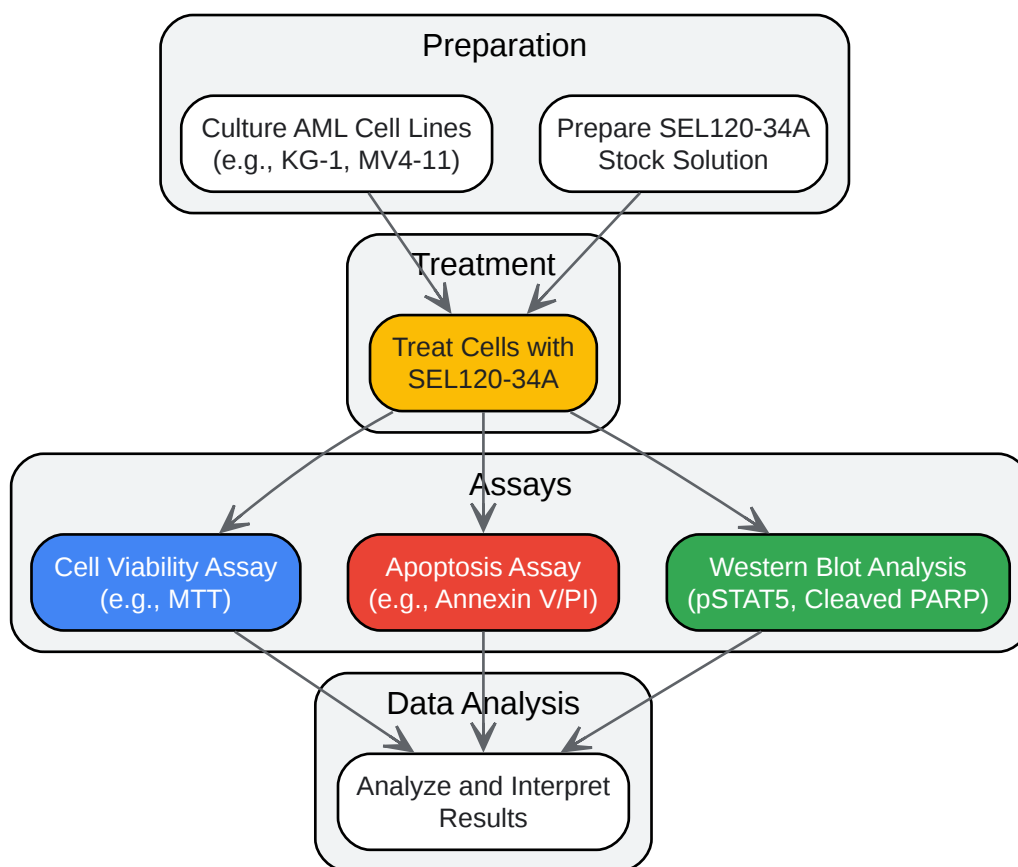 Preparation
Culture AML Cell Lines
(e.g., KG-1, MV4-11)
Prepare SEL120-34A
Stock Solution
Treatment
Treat Cells with
SEL120-34A
Assays
Cell Viability Assay
(e.g., MTT)
Apoptosis Assay
(e.g., Annexin V/PI)
Western Blot Analysis
(pSTAT5, Cleaved PARP)
Data Analysis
Analyze and Interpret
Results